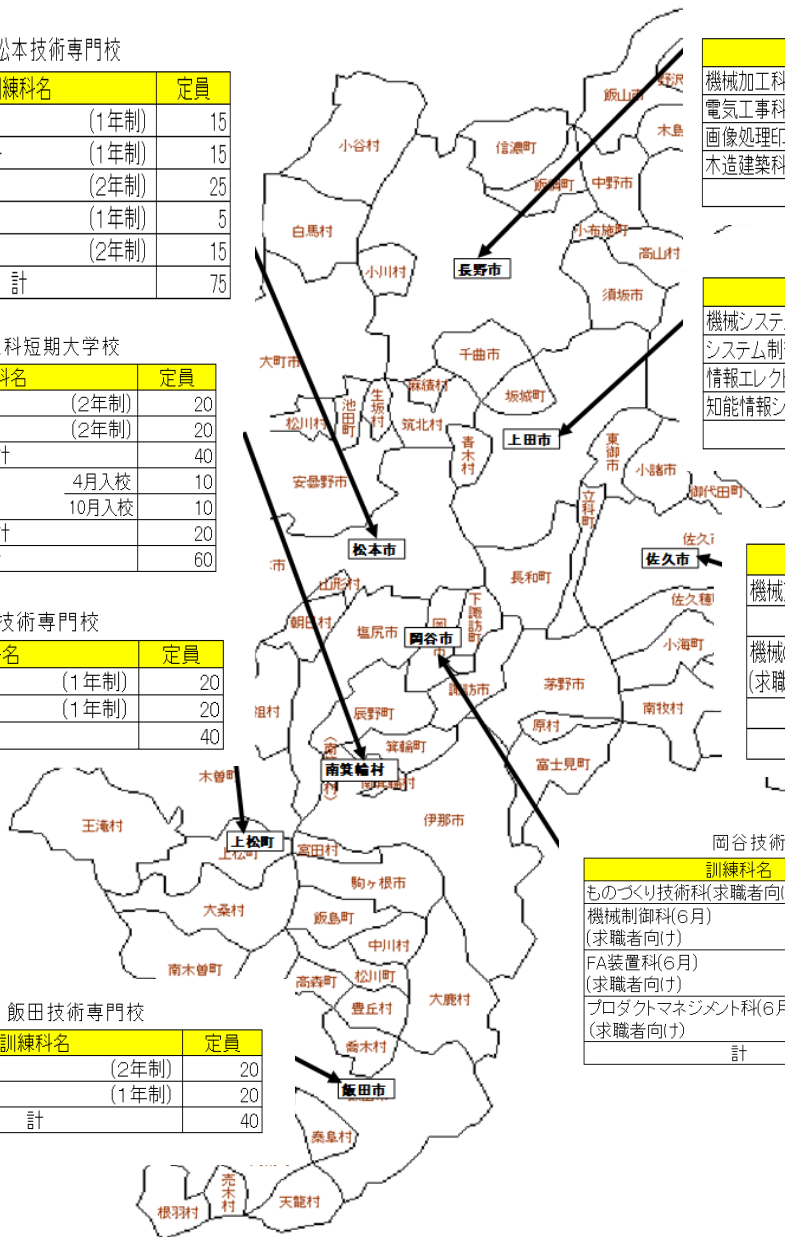 松本技術専門校
訓練科名 定員
(1年制) 15
(1年制) 15
(2年制) 25
(1年制) 5
(2年制) 15
計 75
科短期大学校
科名 定員
(2年制) 20
(2年制) 20
計 40
4月入校 10
10月入校 10
計 20
60
技術専門校
名 定員
(1年制) 20
(1年制) 20
40
飯田技術専門校
訓練科名 定員
(2年制) 20
(1年制) 20
計 40
機械加工科
電気工事科
画像処理印
木造建築科
機械システ
システム制
情報エレクト
知能情報シ
機械
機械
(求職
岡谷技術
訓練科名
ものづくり技術科(求職者向け
機械制御科(6月)
(求職者向け)
FA装置科(6月)
(求職者向け)
プロダクトマネジメント科(6月
(求職者向け)
計
野沢
飯山市
木島
小谷村
信濃町
飯綱町
中野市
白馬村
小布施町
高山村
小川村
長野市
須坂市
大町市
千曲市
麻績村
坂城町
松川村
池田町
生坂村
筑北村
青木村
上田市
東御市
小諸市
御代田町
安曇野市
立科町
松本市
佐久市
佐久市
市
山形村
長和町
佐久穂
朝日村
塩尻市
岡谷市
岡
市
下諏訪町
小海町
諏訪市
茅野市
南牧村
祖村
辰野町
原村
箕輪町
富士見町
南箕輪村
南箕輪村
木曽町
伊那市
王滝村
上松町
上松町
宮田村
駒ヶ根市
大桑村
飯島町
中川村
南木曽町
高森町
松川町
大鹿村
豊丘村
喬木村
飯田市
泰阜村
売木村
天龍村
根羽村